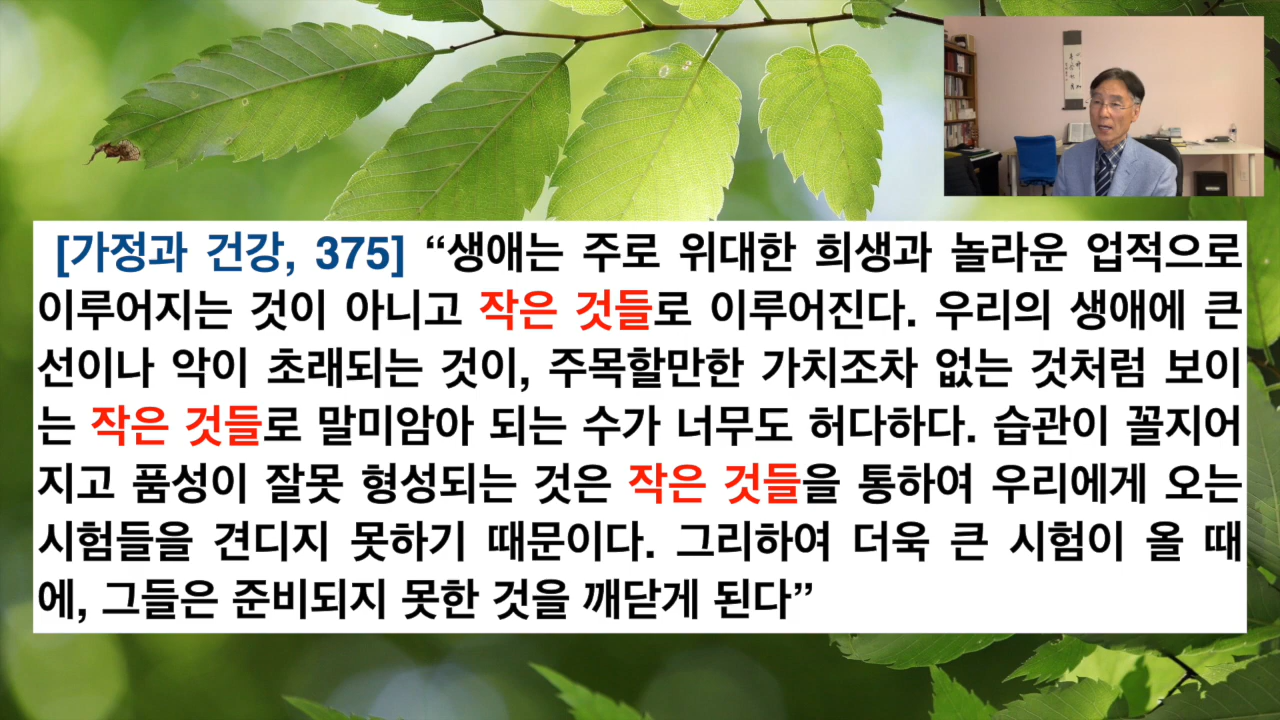 [가정과 건강, 375] “생애는 주로 위대한 희생과 놀라운 업적으로
이루어지는 것이 아니고 작은 것들로 이루어진다. 우리의 생애에 큰
선이나 악이 초래되는 것이, 주목할만한 가치조차 없는 것처럼 보이
는 작은 것들로 말미암아 되는 수가 너무도 허다하다. 습관이 꼴지어
지고 품성이 잘못 형성되는 것은 작은 것들을 통하여 우리에게 오는
시험들을 견디지 못하기 때문이다. 그리하여 더욱 큰 시험이 올 때
에, 그들은 준비되지 못한 것을 깨닫게 된다”